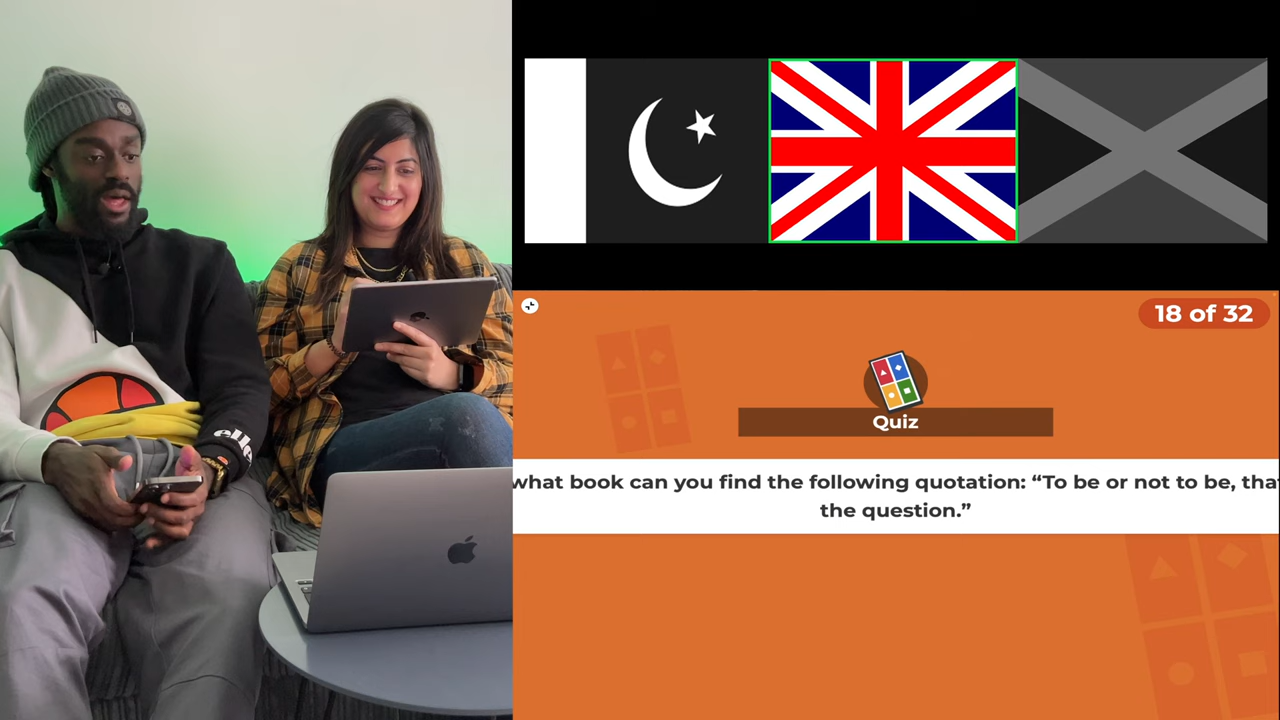 18 of 32
Quiz
what book can you find the following quotation: “To be or not to be, that
the question.”
elle